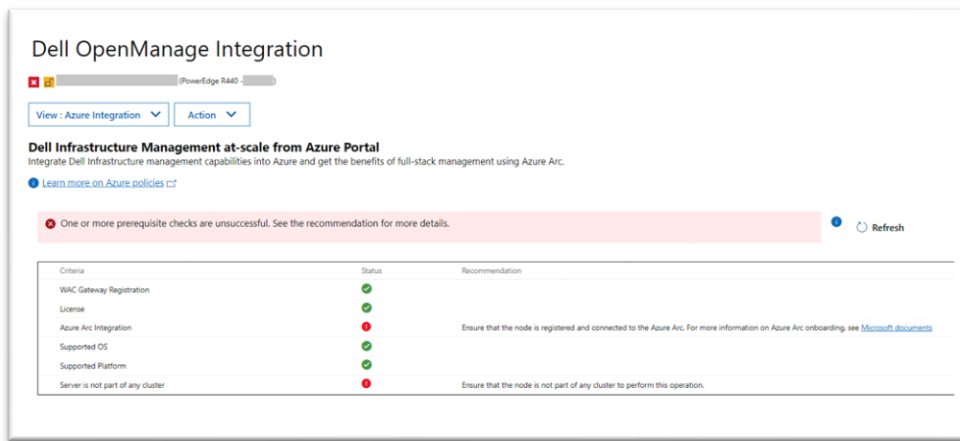 Dell OpenManage Integration
(PowerEdge R440 - )
View : Azure Integration Action
Dell Infrastructure Management at-scale from Azure Portal
Integrate Dell Infrastructure management capabilities into Azure and get the benefits of full-stack management using Azure Arc.
Learn more on Azure policies
One or more prerequisite checks are unsuccessful. See the recommendation for more details.
Refresh
Criteria Status Recommendation
WAC Gateway Registration
License
Azure Arc Integration Ensure that the node is registered and connected to the Azure Arc. For more information on Azure Arc onboarding, see Microsoft documents
Supported OS
Supported Platform
Server is not part of any cluster Ensure that the node is not part of any cluster to perform this operation.